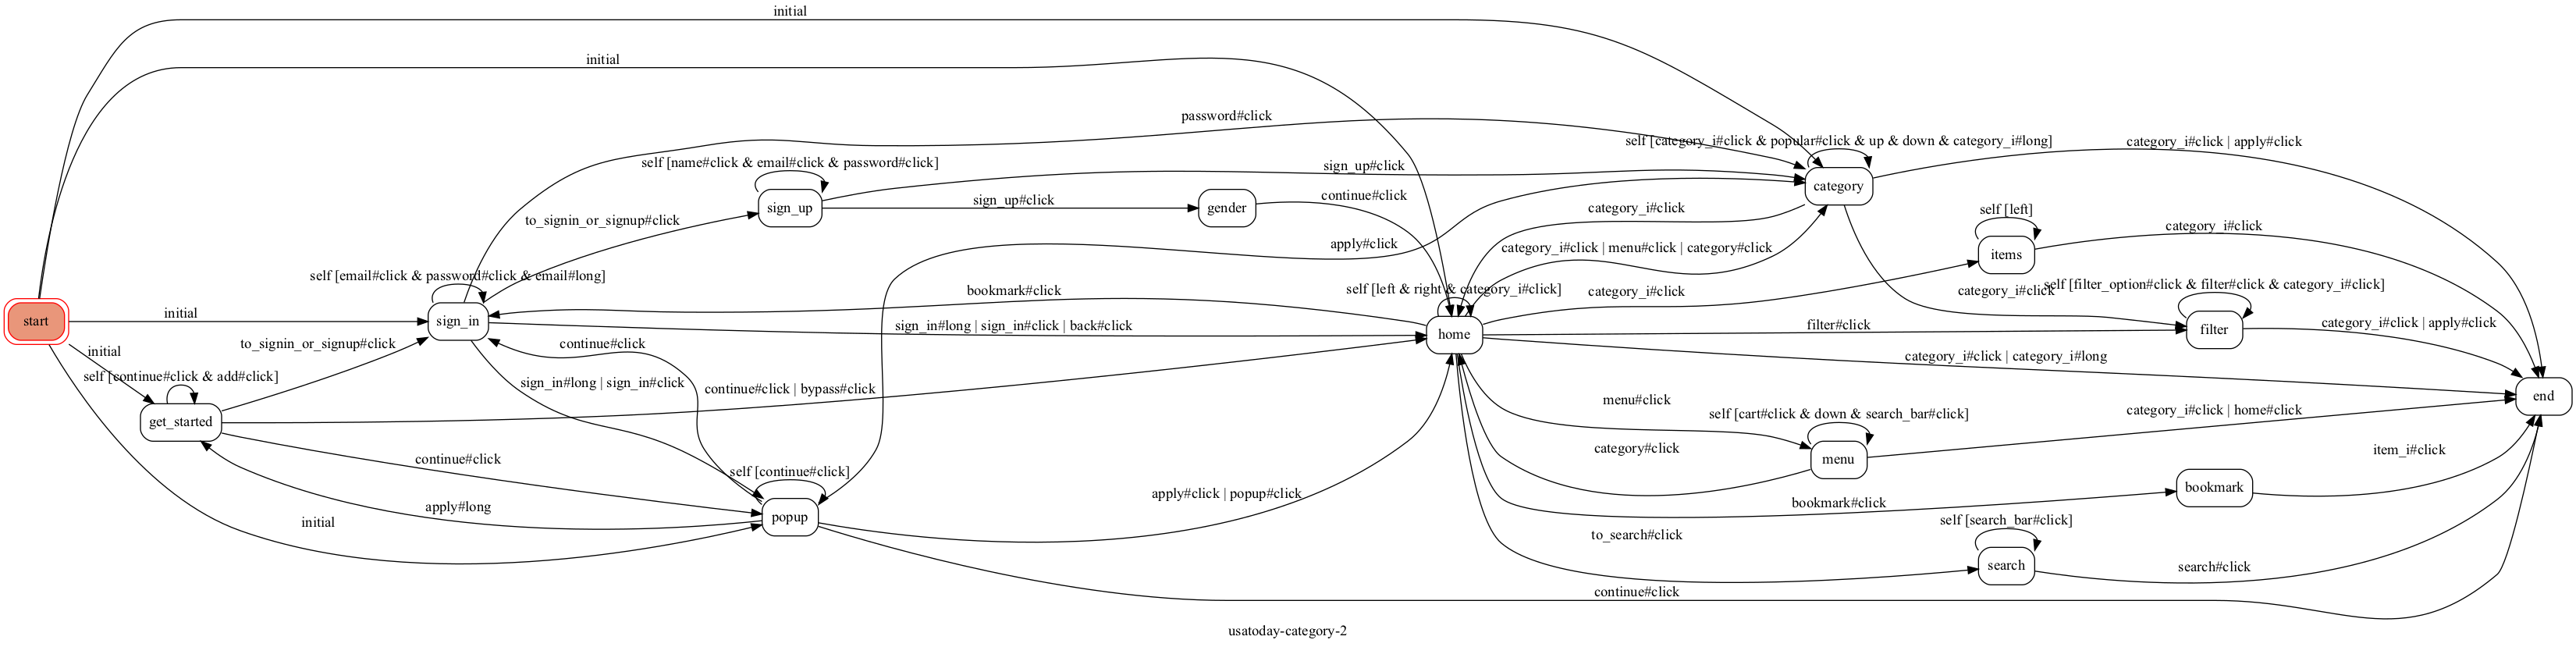 initial
initial
password#click
self [category_i#click & popular#click & up & down & category_i#long]
category_i#click | apply#click
self [name#click & email#click & password#click]
sign_up#click
category
sign_up
sign_up#click
gender
continue#click
category_i#click
self [left]
to_signin_or_signup#click
category_i#click
apply#click
category_i#click | menu#click | category#click
items
self [email#click & password#click & email#long]
bookmark#click
self [left & right & category_i#click]
category_i#click
category_i#click
self [filter_option#click & filter#click & category_i#click]
start
initial
sign_in
sign_in#long | sign_in#click | back#click
home
filter#click
filter
category_i#click | apply#click
initial
to_signin_or_signup#click
continue#click
category_i#click | category_i#long
self [continue#click & add#click]
sign_in#long | sign_in#click
continue#click | bypass#click
menu#click
end
get_started
self [cart#click & down & search_bar#click]
category_i#click | home#click
continue#click
category#click
menu
item_i#click
self [continue#click]
apply#click | popup#click
bookmark
apply#long
popup
bookmark#click
initial
self [search_bar#click]
to_search#click
search
search#click
continue#click
usatoday-category-2